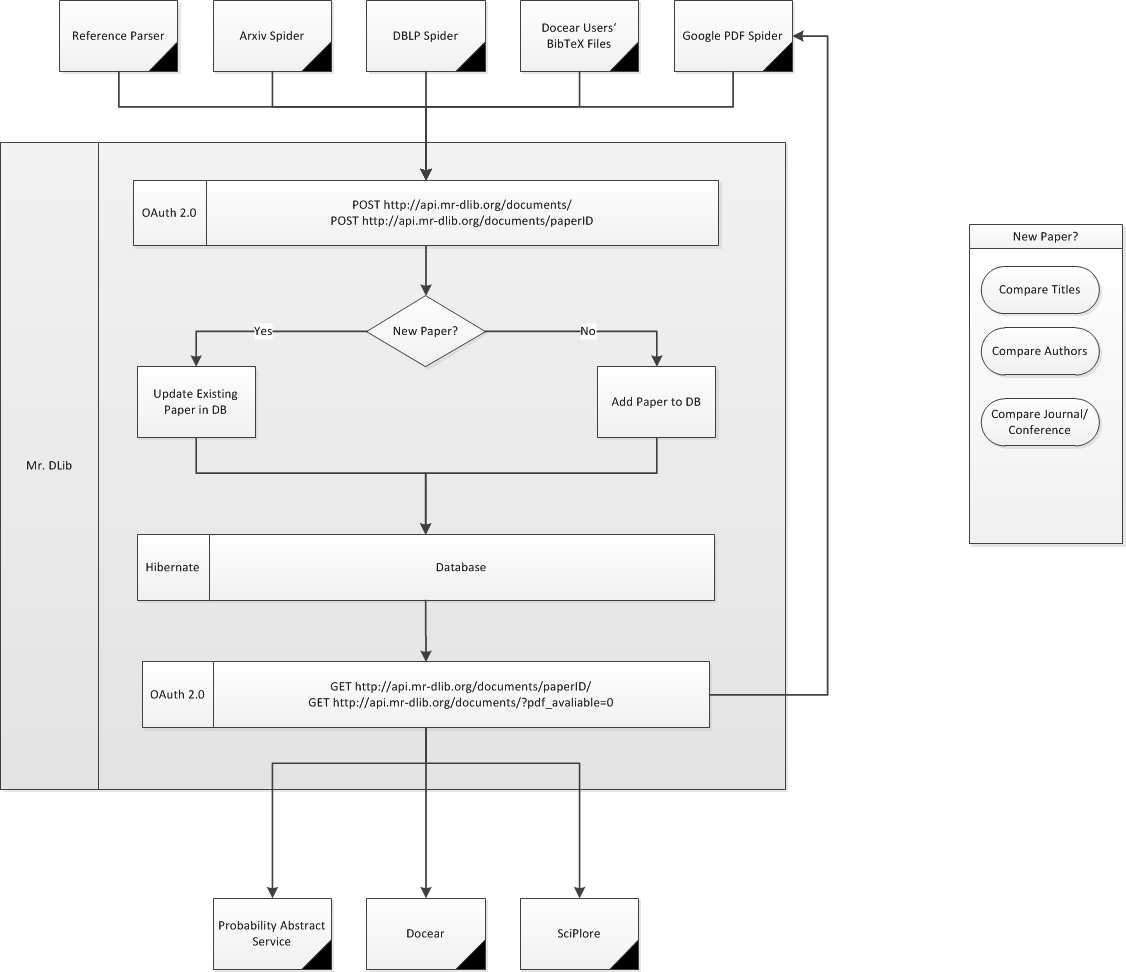 Reference Parser
Arxiv Spider
DBLP Spider
Docear Users'
BibTeX Files
Google PDF Spider
OAuth 2.0
POST http://api.mr-dlib.org/documents/
POST http://api.mr-dlib.org/documents/paperID
New Paper?
Yes
No
Update Existing
Paper in DB
Add Paper to DB
Mr. DLib
Hibernate
Database
OAuth 2.0
GET http://api.mr-dlib.org/documents/paperID/
GET http://api.mr-dlib.org/documents/?pdf_avaliable=0
Probability Abstract
Service
Docear
SciPlore
New Paper?
Compare Titles
Compare Authors
Compare Journal/
Conference